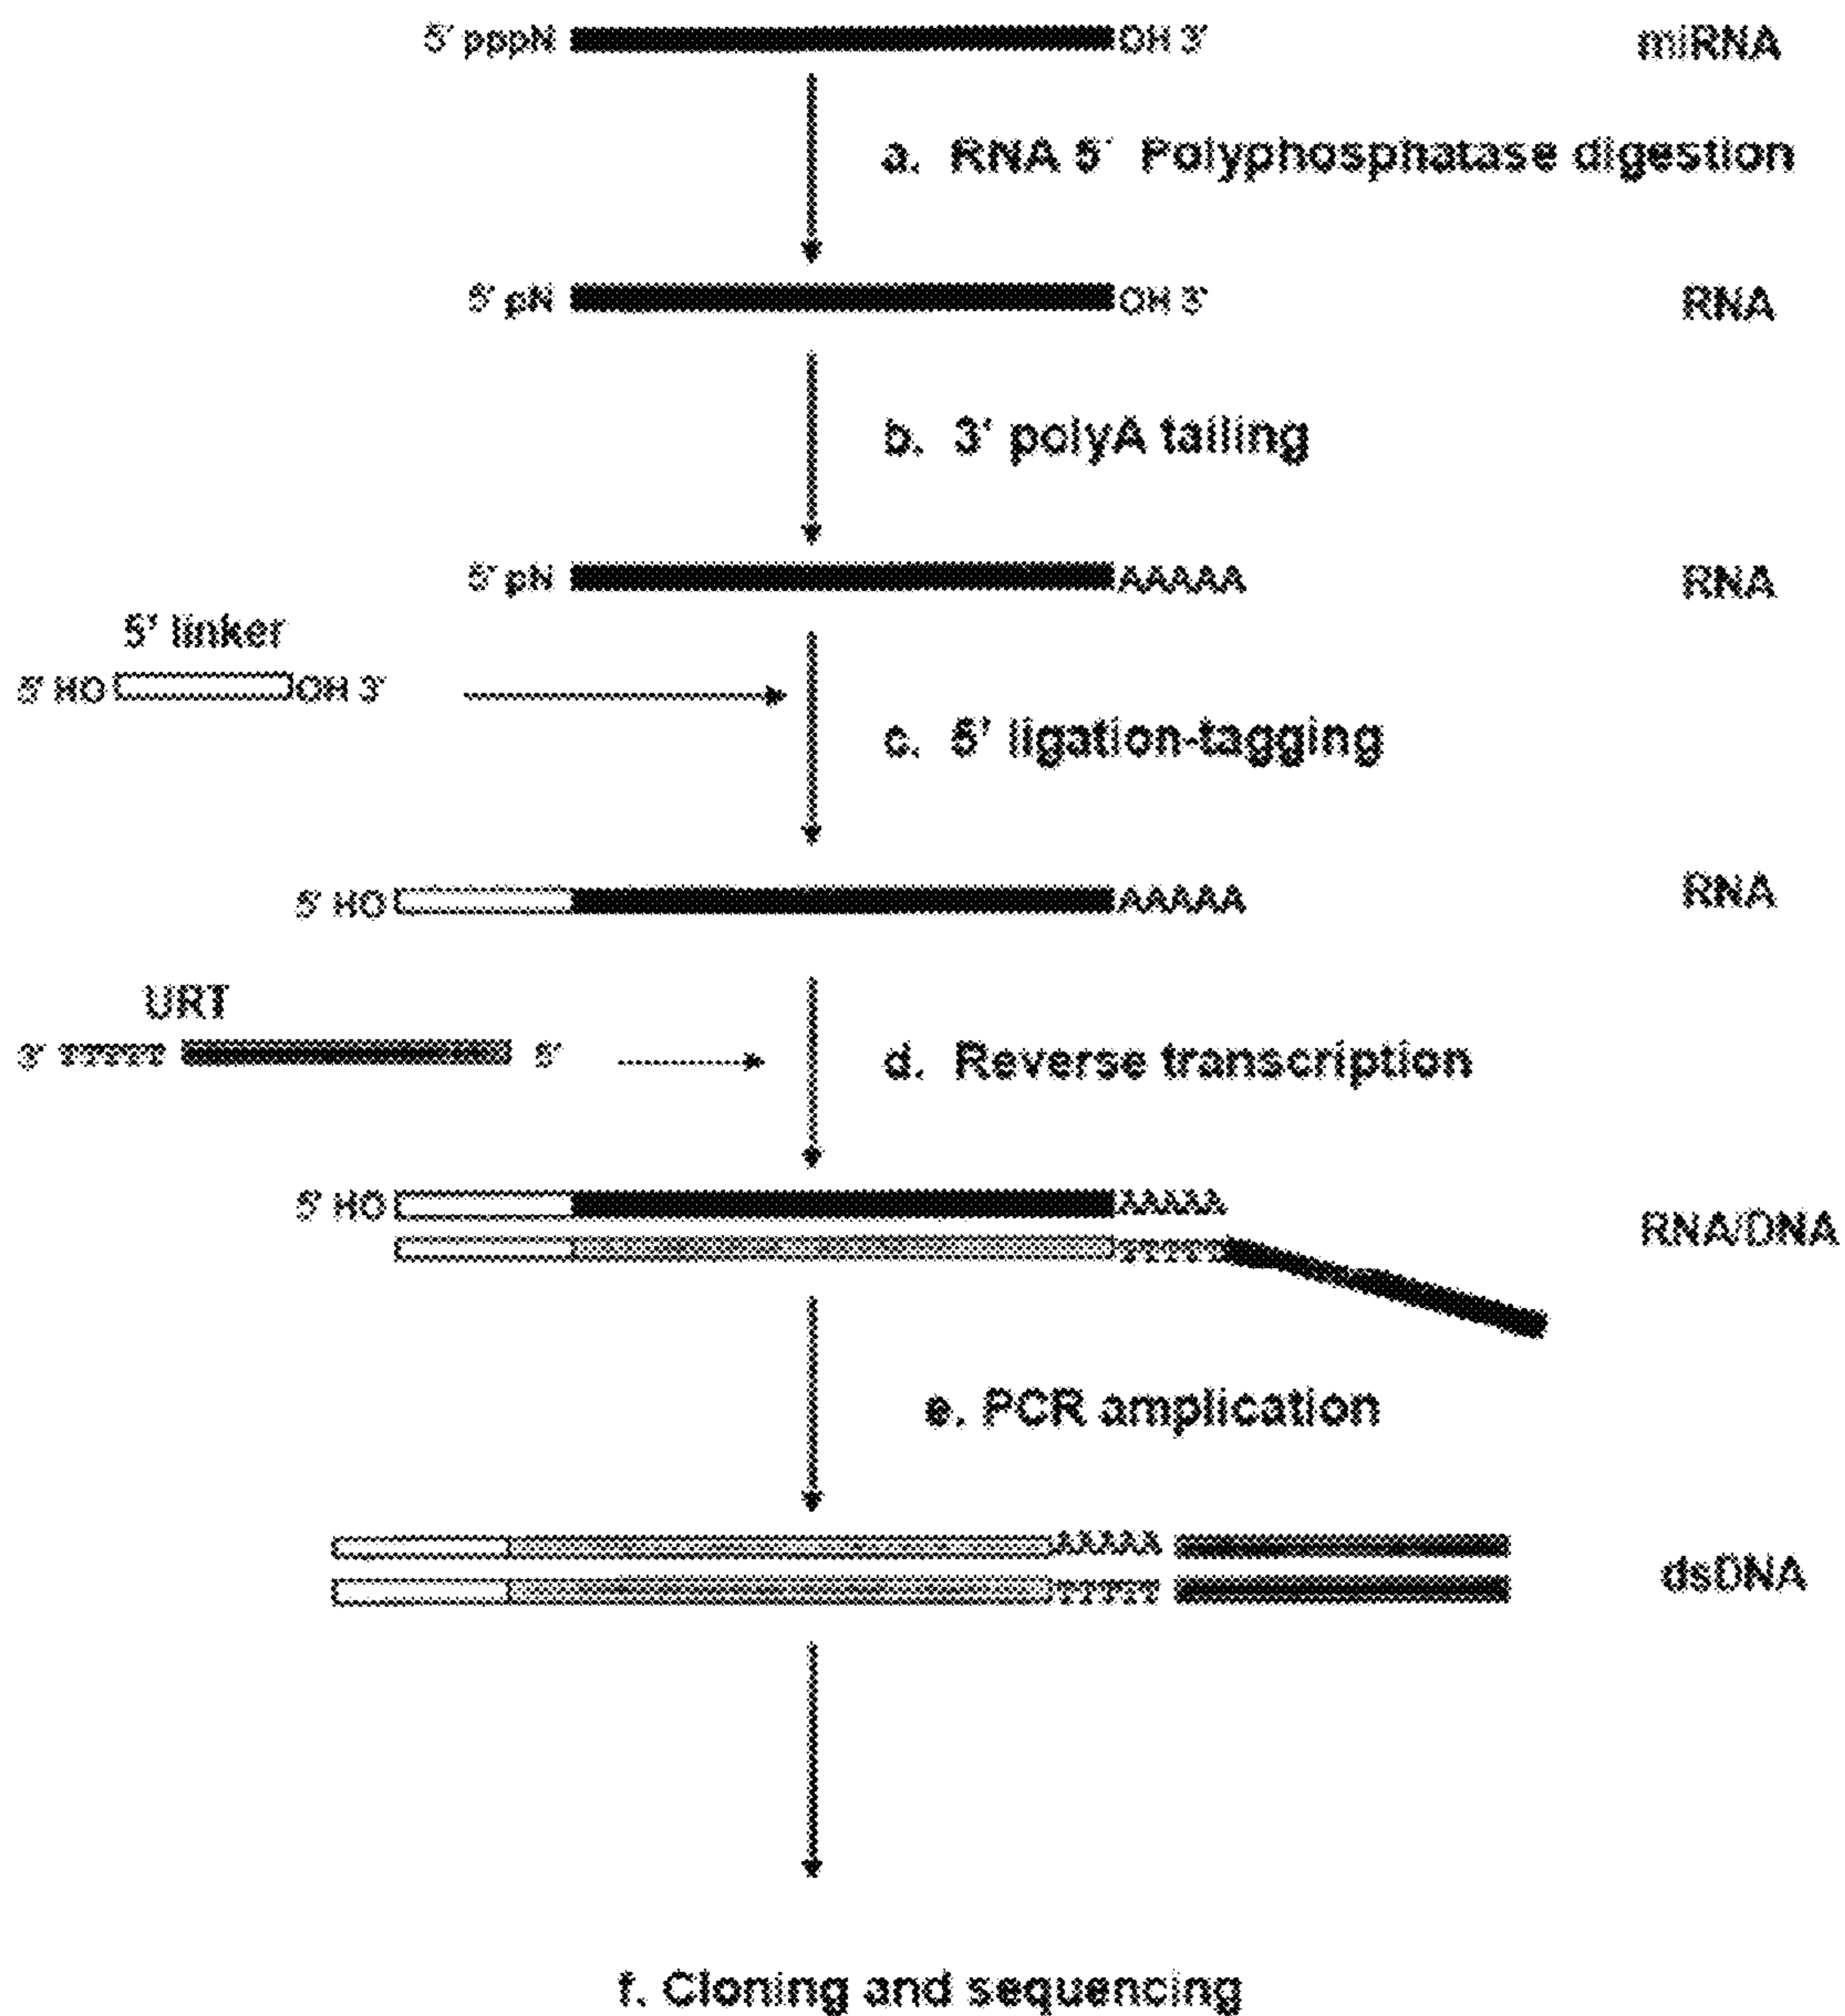 5' pppN OH 3' miRNA
a. RNA 5' Polyphosphatase digestion
5' pN OH 3' RNA
b. 3' polyA tailing
5' pN AAAAA RNA
5' linker
5' HO OH 3'
c. 5' ligation-tagging
5' HO AAAAA RNA
URT
3' TTTTT 5'
d. Reverse transcription
5' HO AAAAA
TTTTT
RNA/DNA
e. PCR amplication
AAAAA
TTTTT
dsDNA
f. Cloning and sequencing